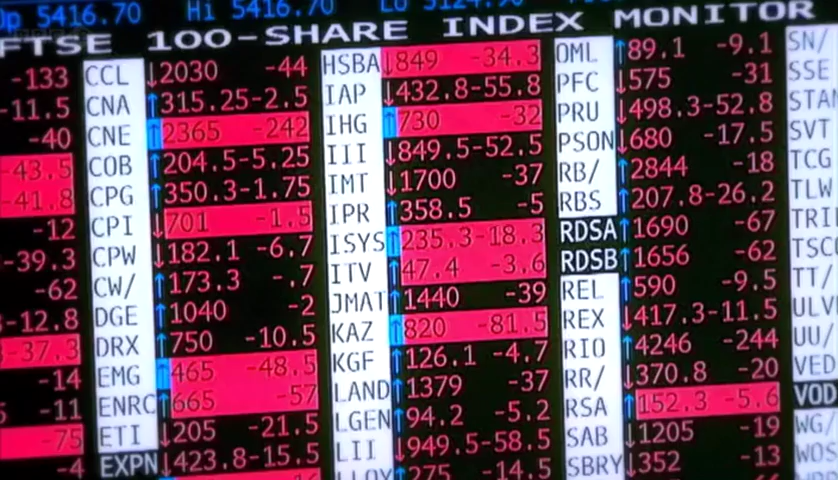 Op 5416.70 Hi 5416.70 Lo 5124.90
FTSE 100-SHARE INDEX MONITOR
-133 CCL ↓2030 -44 HSBA ↓849 -34.3 OML ↑89.1 -9.1 SN/
-11.5 CNA ↑315.25-2.5 IAP ↓432.8-55.8 PFC ↓575 -31 SSE
-40 CNE ↑2365 -242 IHG ↑730 -32 PRU ↓498.3-52.8 STAN
-43.5 COB ↑204.5-5.25 III ↓849.5-52.5 PSON ↓680 -17.5 SVT
-41.8 CPG ↑350.3-1.75 IMT ↓1700 -37 RB/ ↑2844 -18 TCG
-12 CPI ↓701 -1.5 IPR ↑358.5 -5 RBS ↑207.8-26.2 TLW
-39.3 CPW ↓182.1 -6.7 ISYS ↑235.3-18.3 RDSA ↑1690 -67 TRI
-62 CW/ ↑173.3 -.7 ITV ↑47.4 -3.6 RDSB ↑1656 -62 TSC
-12.8 DGE ↑1040 -2 JMAT ↑1440 -39 REL ↑590 -9.5 TT/
-37.3 DRX ↑750 -10.5 KAZ ↑820 -81.5 REX ↓417.3-11.5 ULV
-14 EMG ↑465 -48.5 KGF ↑126.1 -4.7 RIO ↑4246 -244 UU/
-11 ENRC ↑665 -57 LAND ↑1379 -37 RR/ ↓370.8 -20 VED
-75 ETI ↓205 -21.5 LGEN ↑94.2 -5.2 RSA ↑152.3 -5.6 VOD
-4 EXPN ↓423.8-15.5 LII ↓949.5-58.5 SAB ↓1205 -19 WG/
LLOY ↑275 -14.5 SBRY ↓352 -13 WOS